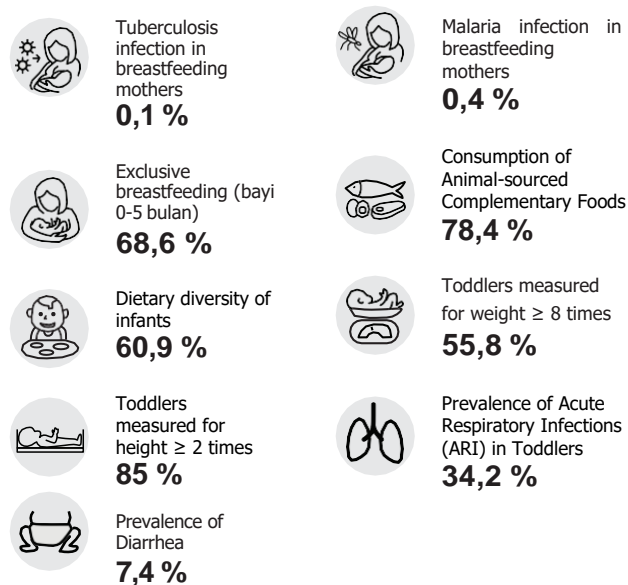 Tuberculosis
infection in
breastfeeding
mothers
0,1 %
Malaria infection in
breastfeeding
mothers
0,4 %
Exclusive
breastfeeding (bayi
0-5 bulan)
68,6 %
Consumption of
Animal-sourced
Complementary Foods
78,4 %
Dietary diversity of
infants
60,9 %
Toddlers measured
for weight ≥ 8 times
55,8 %
Toddlers
measured for
height ≥ 2 times
85 %
Prevalence of Acute
Respiratory Infections
(ARI) in Toddlers
34,2 %
Prevalence of
Diarrhea
7,4 %